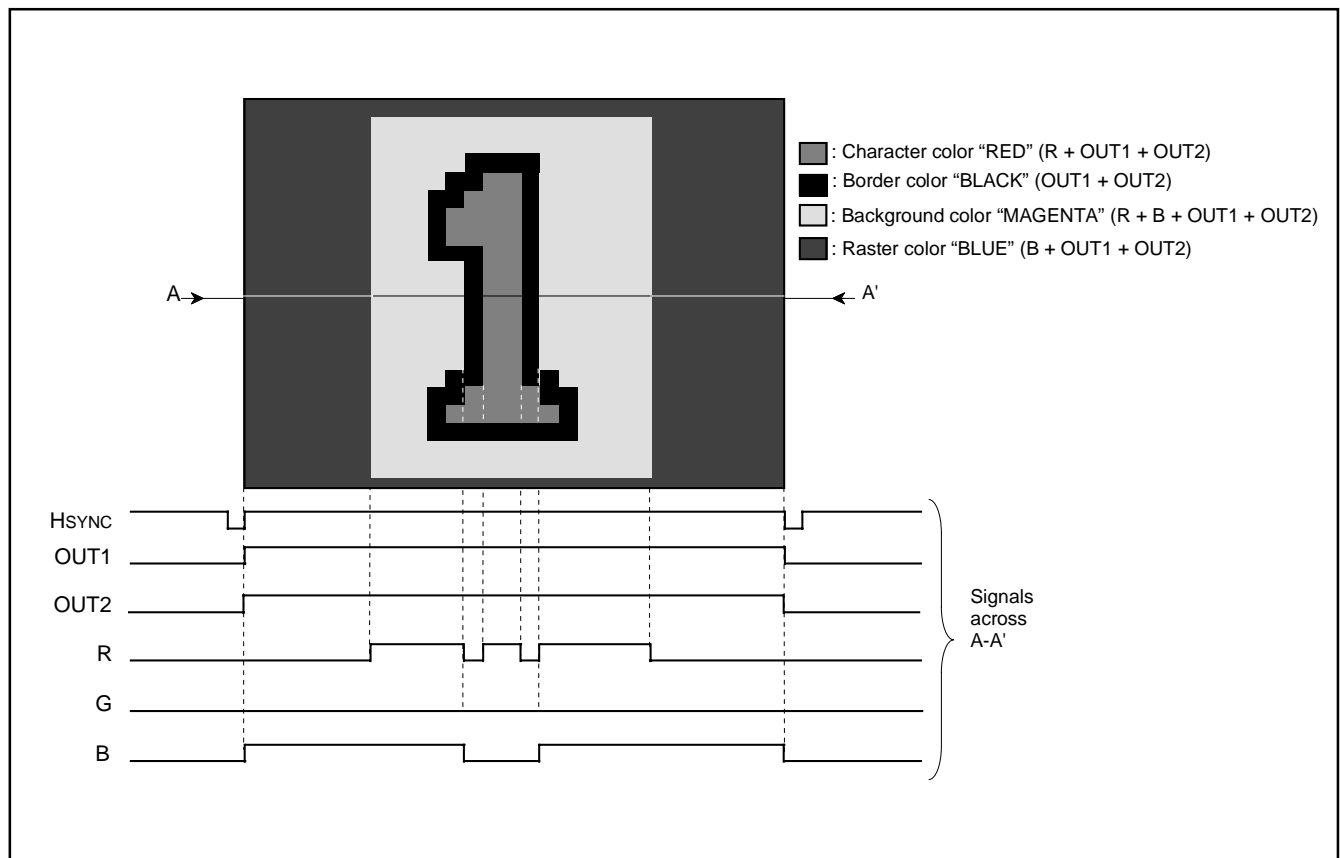 : Character color “RED” (R + OUT1 + OUT2)
: Border color “BLACK” (OUT1 + OUT2)
: Background color “MAGENTA” (R + B + OUT1 + OUT2)
: Raster color “BLUE” (B + OUT1 + OUT2)
A
A'
HSYNC
OUT1
OUT2
R
G
B
Signals
across
A-A'